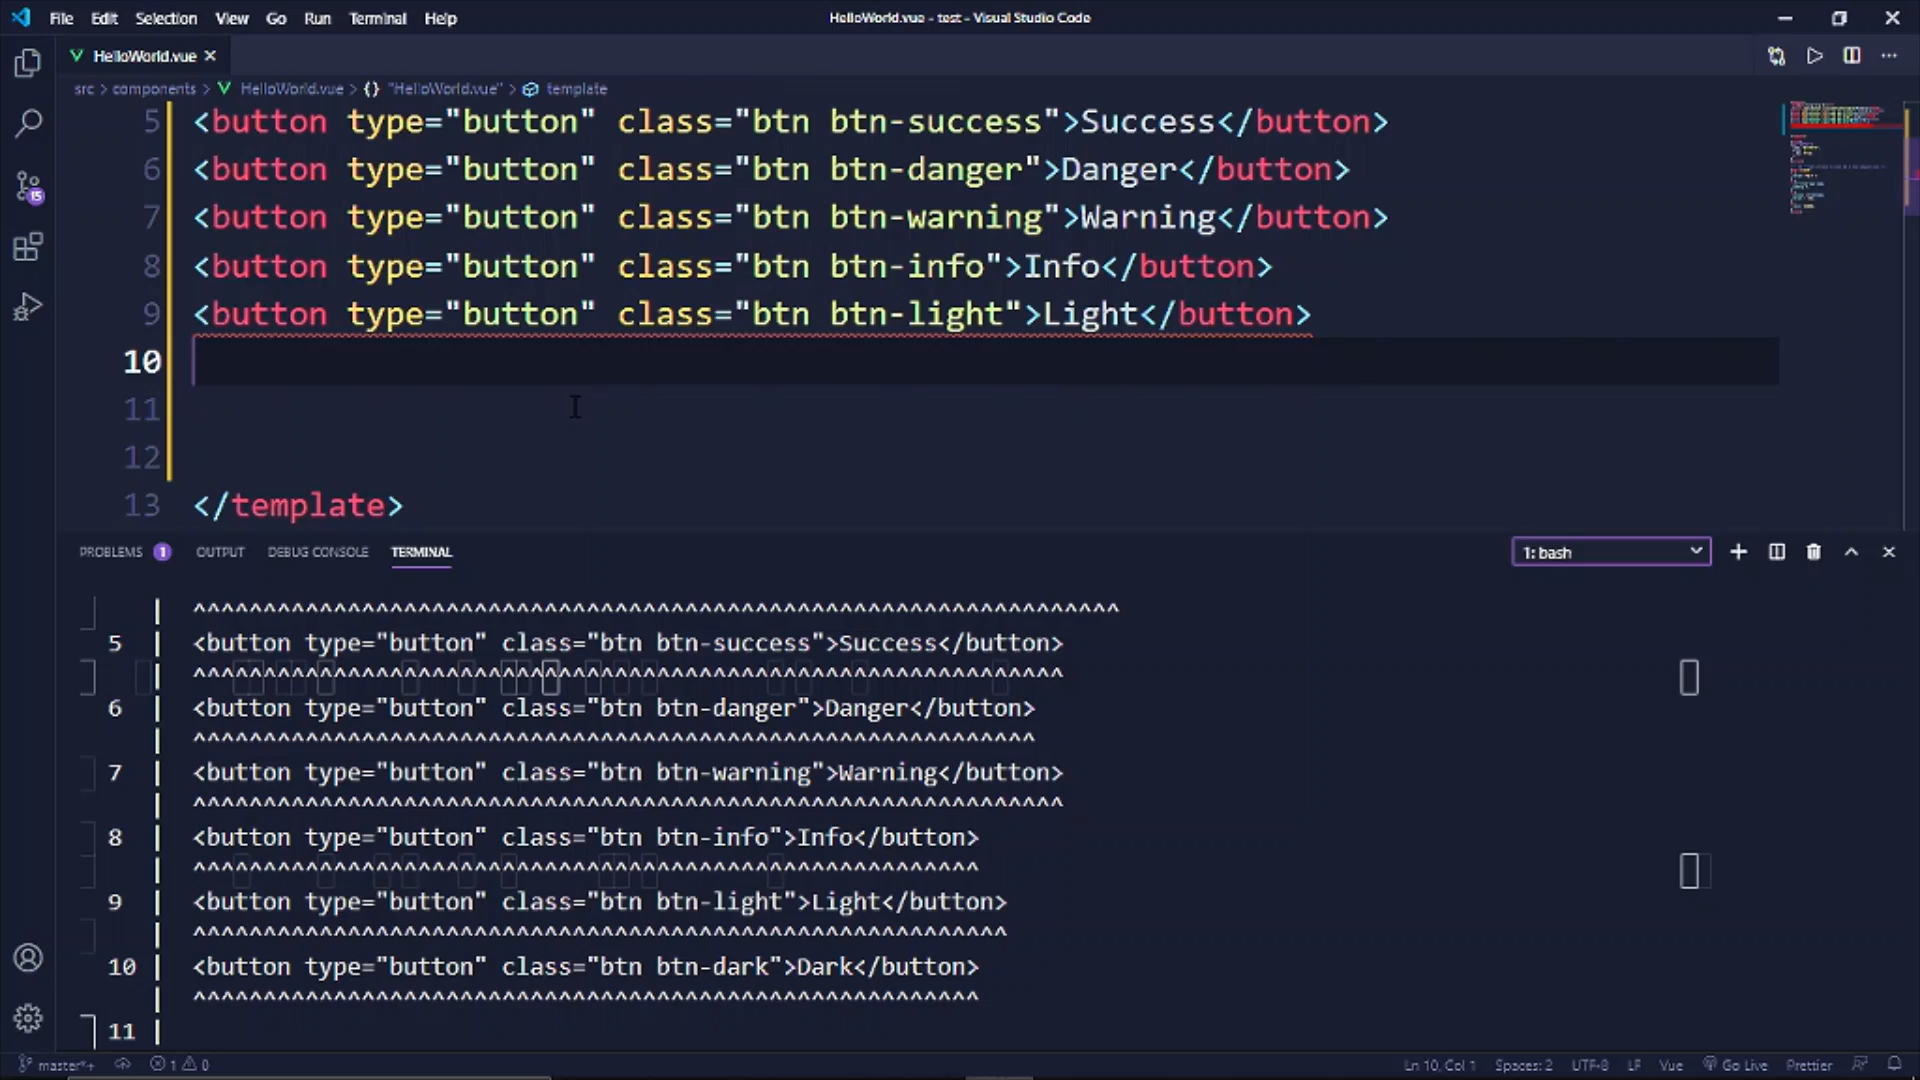 File Edit Selection View Go Run Terminal Help
HelloWorld.vue - test - Visual Studio Code
HelloWorld.vue
src > components > HelloWorld.vue > {} "HelloWorld.vue" > template
5 <button type="button" class="btn btn-success">Success</button>
6 <button type="button" class="btn btn-danger">Danger</button>
7 <button type="button" class="btn btn-warning">Warning</button>
8 <button type="button" class="btn btn-info">Info</button>
9 <button type="button" class="btn btn-light">Light</button>
10
11
12
13 </template>
PROBLEMS 1 OUTPUT DEBUG CONSOLE TERMINAL 1: bash
| ^^^^^^^^^^^^^^^^^^^^^^^^^^^^^^^^^^^^^^^^^^^^^^^^^^^^^^^^^^^^^^^^^^
5 | <button type="button" class="btn btn-success">Success</button>
| ^^^^^^^^^^^^^^^^^^^^^^^^^^^^^^^^^^^^^^^^^^^^^^^^^^^^^^^^^^^^^^
6 | <button type="button" class="btn btn-danger">Danger</button>
| ^^^^^^^^^^^^^^^^^^^^^^^^^^^^^^^^^^^^^^^^^^^^^^^^^^^^^^^^^^^^
7 | <button type="button" class="btn btn-warning">Warning</button>
| ^^^^^^^^^^^^^^^^^^^^^^^^^^^^^^^^^^^^^^^^^^^^^^^^^^^^^^^^^^^^^^
8 | <button type="button" class="btn btn-info">Info</button>
| ^^^^^^^^^^^^^^^^^^^^^^^^^^^^^^^^^^^^^^^^^^^^^^^^^^^^^^^^
9 | <button type="button" class="btn btn-light">Light</button>
| ^^^^^^^^^^^^^^^^^^^^^^^^^^^^^^^^^^^^^^^^^^^^^^^^^^^^^^^^^^
10 | <button type="button" class="btn btn-dark">Dark</button>
| ^^^^^^^^^^^^^^^^^^^^^^^^^^^^^^^^^^^^^^^^^^^^^^^^^^^^^^^^
11 |
master*+ 1 0 Ln 10, Col 1 Spaces: 2 UTF-8 LF Vue Go Live Prettier
15